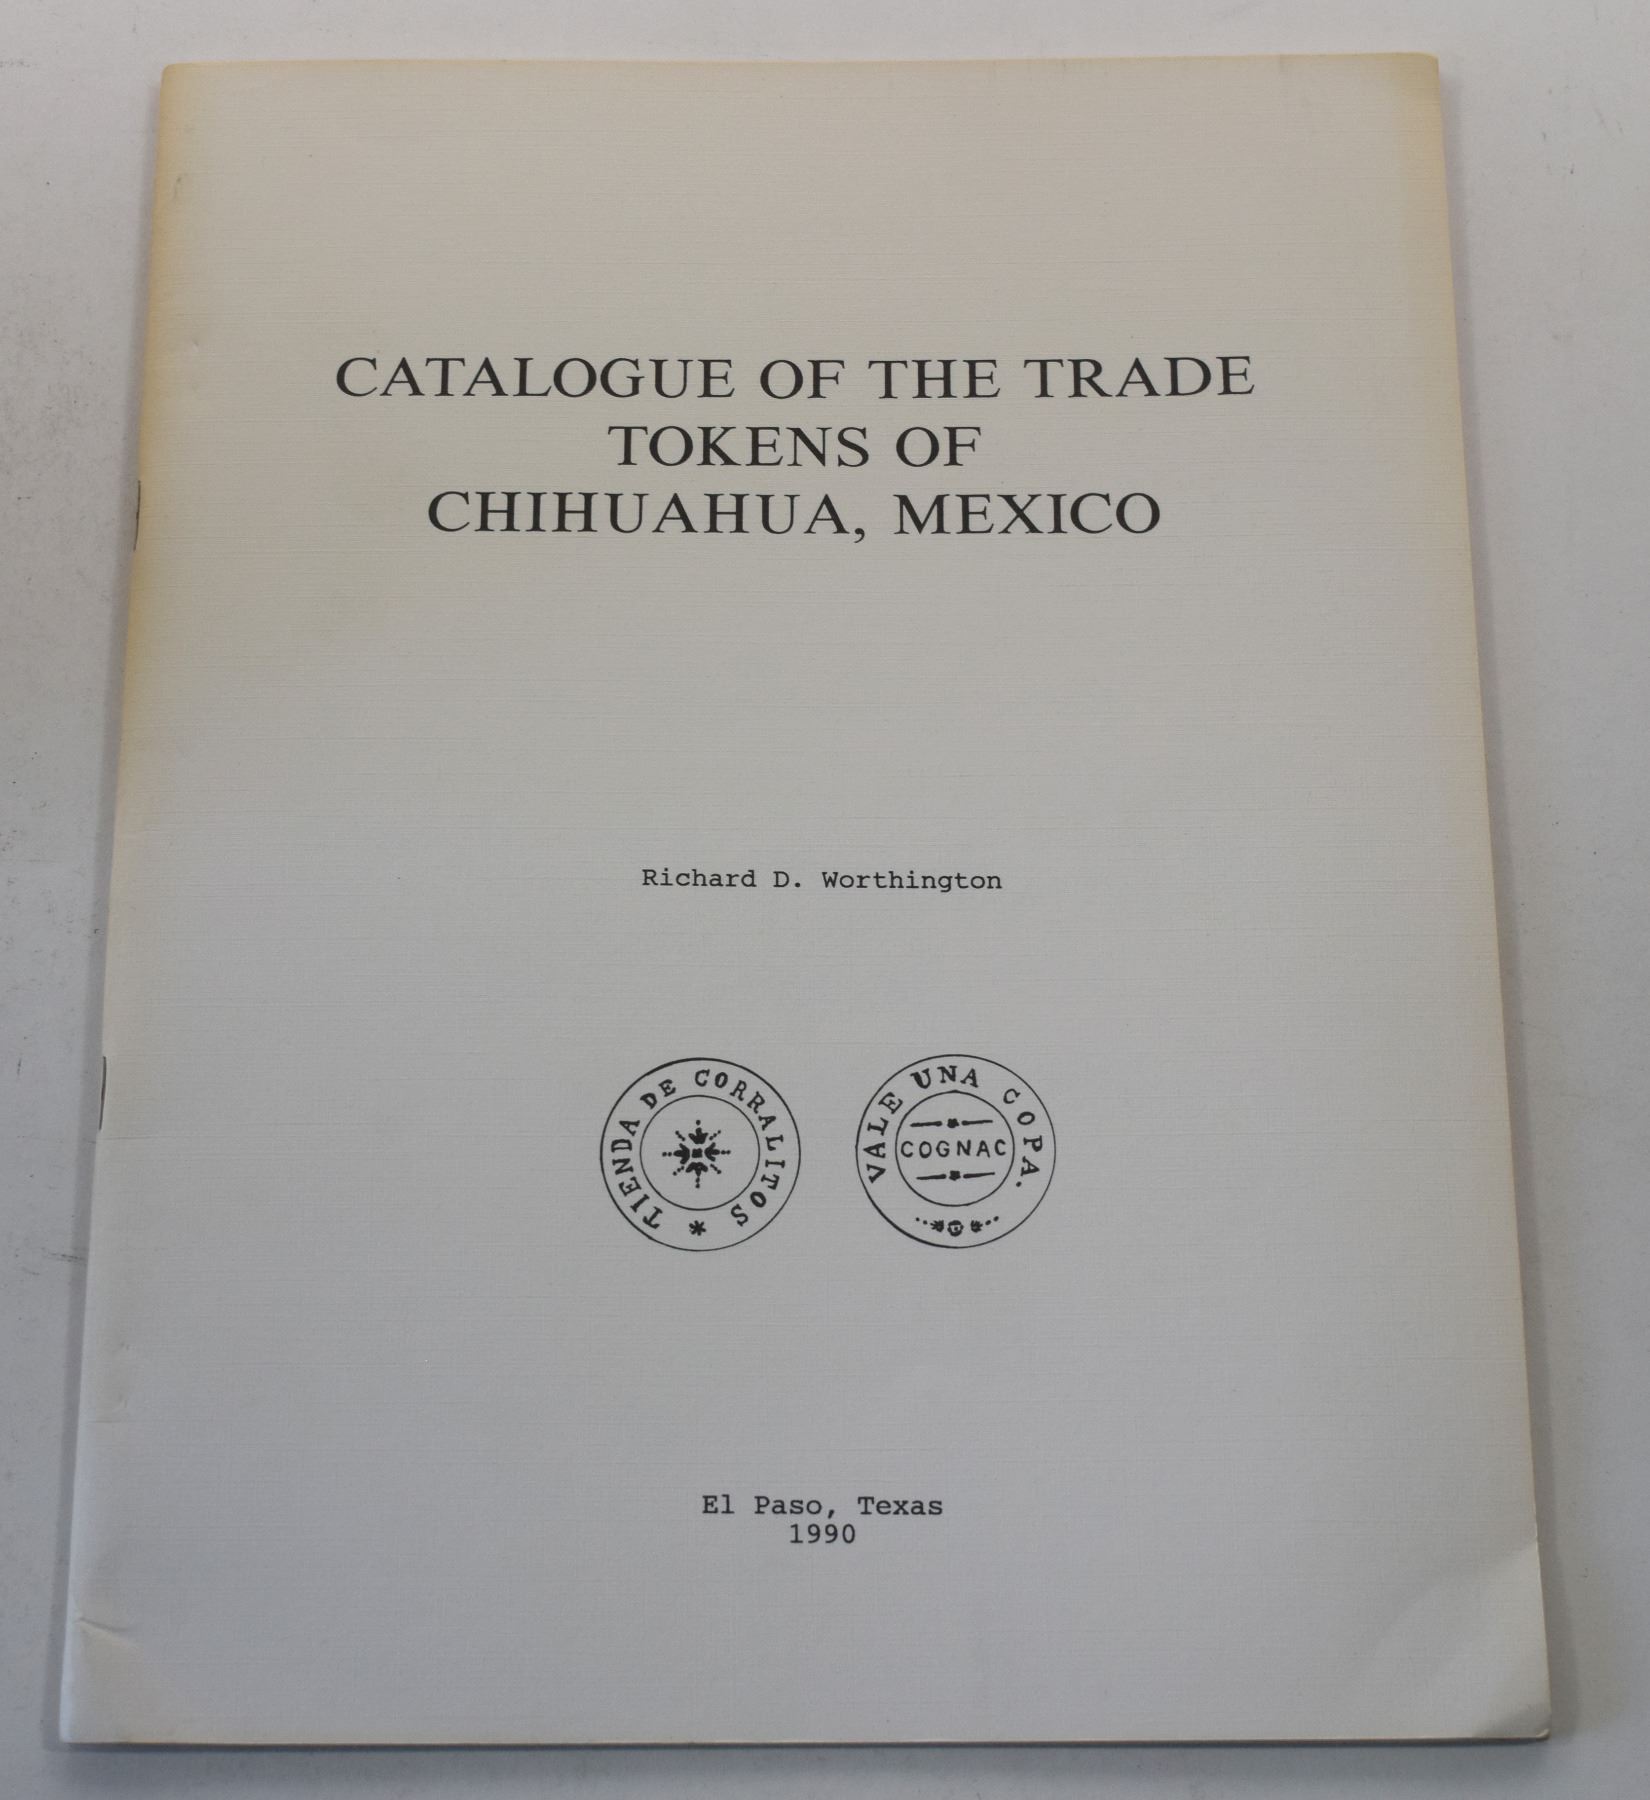 CATALOGUE OF THE TRADE
TOKENS OF
CHIHUAHUA, MEXICO
Richard D. Worthington
TIENDA DE CORRALITOS
VALE UNA COPA.
COGNAC
El Paso, Texas
1990